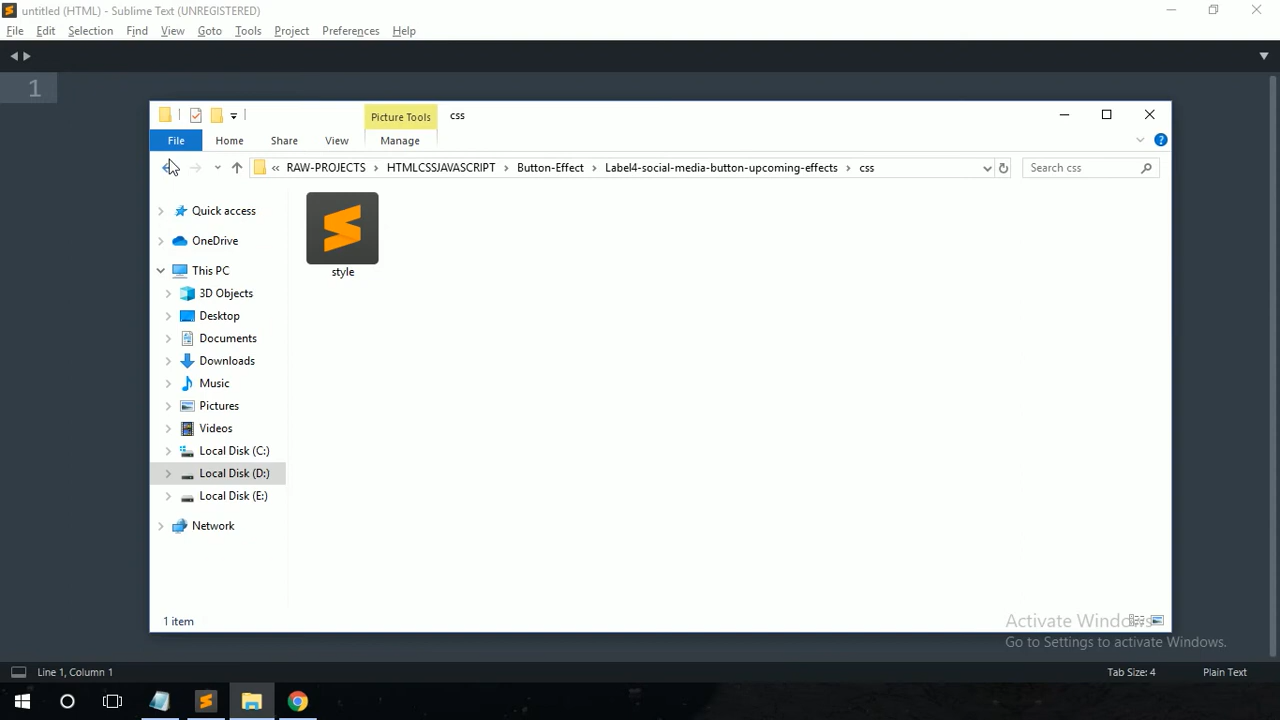 untitled (HTML) - Sublime Text (UNREGISTERED)
File Edit Selection Find View Goto Tools Project Preferences Help
1
Picture Tools css
File Home Share View Manage
« RAW-PROJECTS > HTMLCSSJAVASCRIPT > Button-Effect > Label4-social-media-button-upcoming-effects > css
Search css
Quick access
style
OneDrive
This PC
3D Objects
Desktop
Documents
Downloads
Music
Pictures
Videos
Local Disk (C:)
Local Disk (D:)
Local Disk (E:)
Network
1 item
Activate Windows
Go to Settings to activate Windows.
Line 1, Column 1 Tab Size: 4 Plain Text